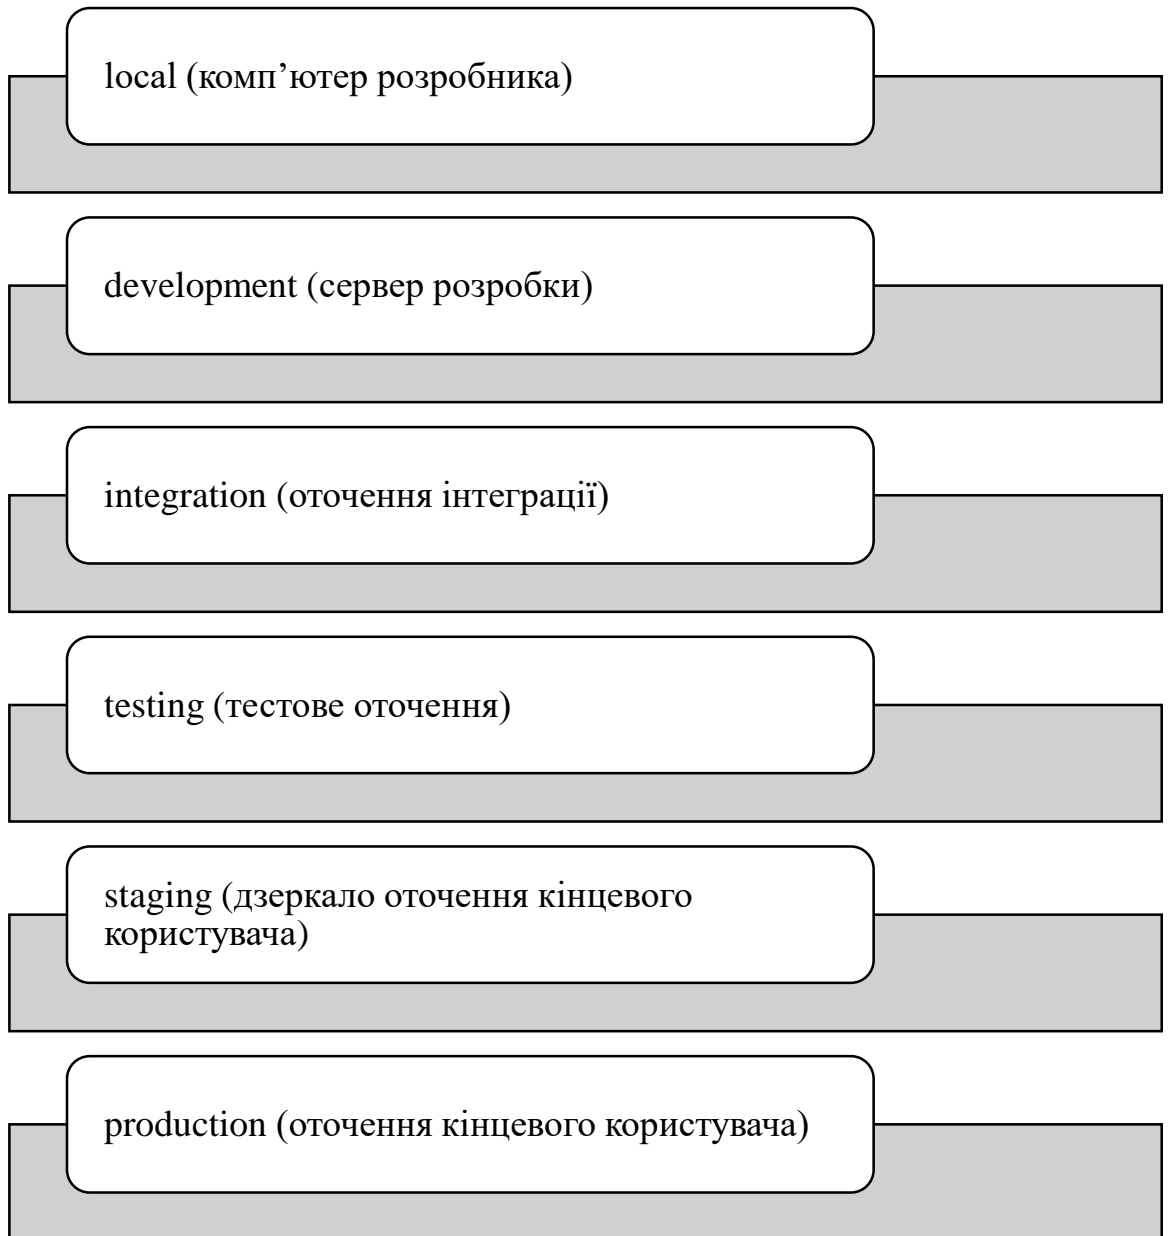 local (комп’ютер розробника)
development (сервер розробки)
integration (оточення інтеграції)
testing (тестове оточення)
staging (дзеркало оточення кінцевого
користувача)
production (оточення кінцевого користувача)